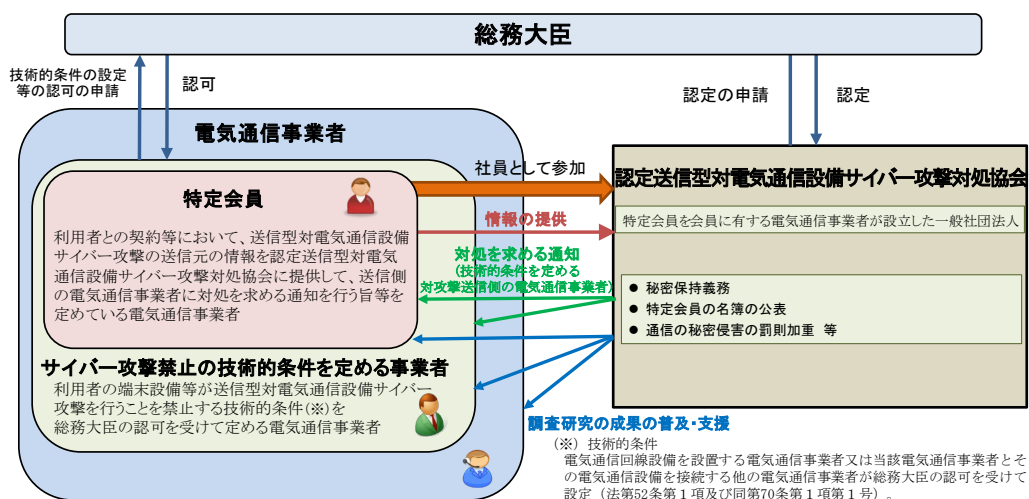 総務大臣
技術的条件の設定
等の認可の申請
認可
認定の申請
認定
電気通信事業者
特定会員
利用者との契約等において、送信型対電気通信設備
サイバー攻撃の送信元の情報を認定送信型対電気
通信設備サイバー攻撃対処協会に提供して、送信側
の電気通信事業者に対処を求める通知を行う旨等を
定めている電気通信事業者
サイバー攻撃禁止の技術的条件を定める事業者
利用者の端末設備等が送信型対電気通信設備サイバー
攻撃を行うことを禁止する技術的条件(※)を
総務大臣の認可を受けて定める電気通信事業者
社員として参加
情報の提供
対処を求める通知
(技術的条件を定める
対攻撃送信側の電気通信事業者)
認定送信型対電気通信設備サイバー攻撃対処協会
特定会員を会員に有する電気通信事業者が設立した一般社団法人
● 秘密保持義務
● 特定会員の名簿の公表
● 通信の秘密侵害の罰則加重 等
調査研究の成果の普及・支援
(※) 技術的条件
電気通信回線設備を設置する電気通信事業者又は当該電気通信事業者とそ
の電気通信設備を接続する他の電気通信事業者が総務大臣の認可を受けて
設定(法第52条第1項及び同第70条第1項第1号)。